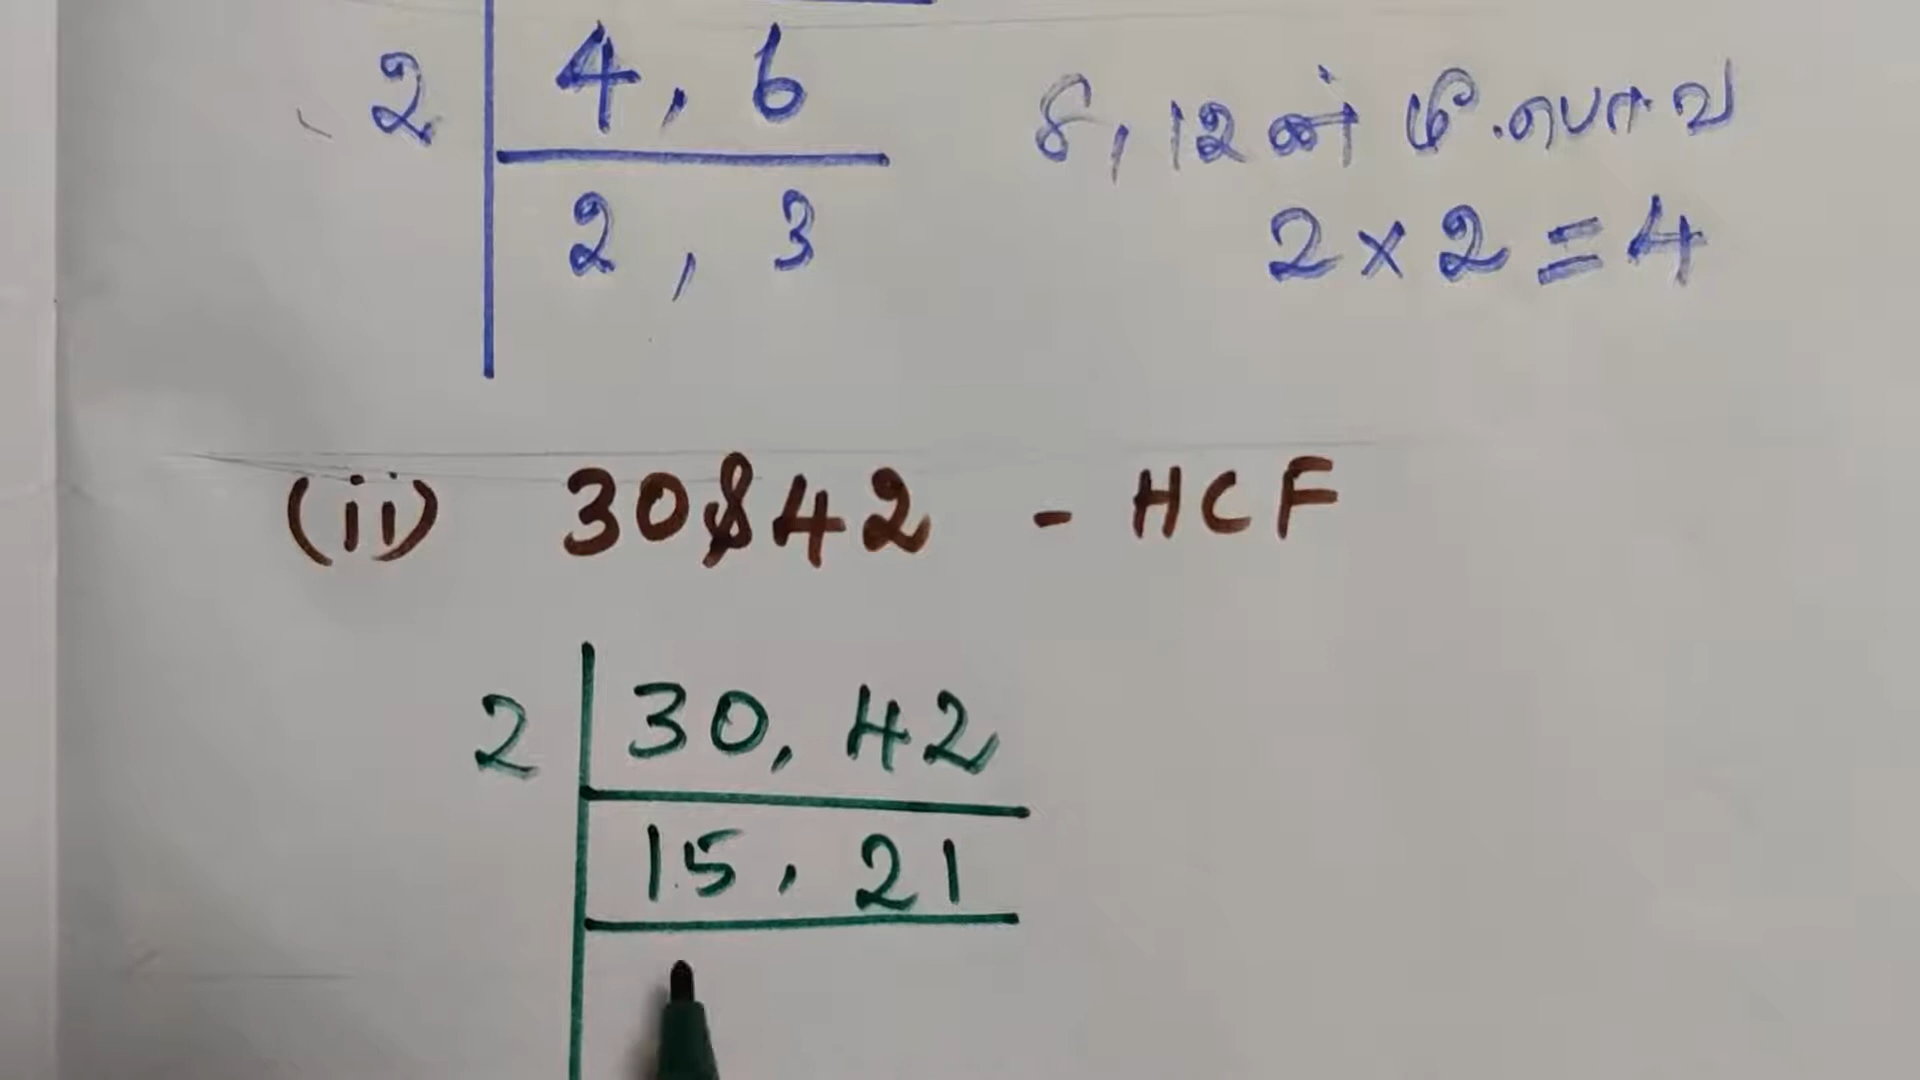 2 4, 6
2, 3
8, 12ன் மீ.பொ.வ
2 × 2 = 4
(ii) 30 & 42 - HCF
2 30, 42
15, 21